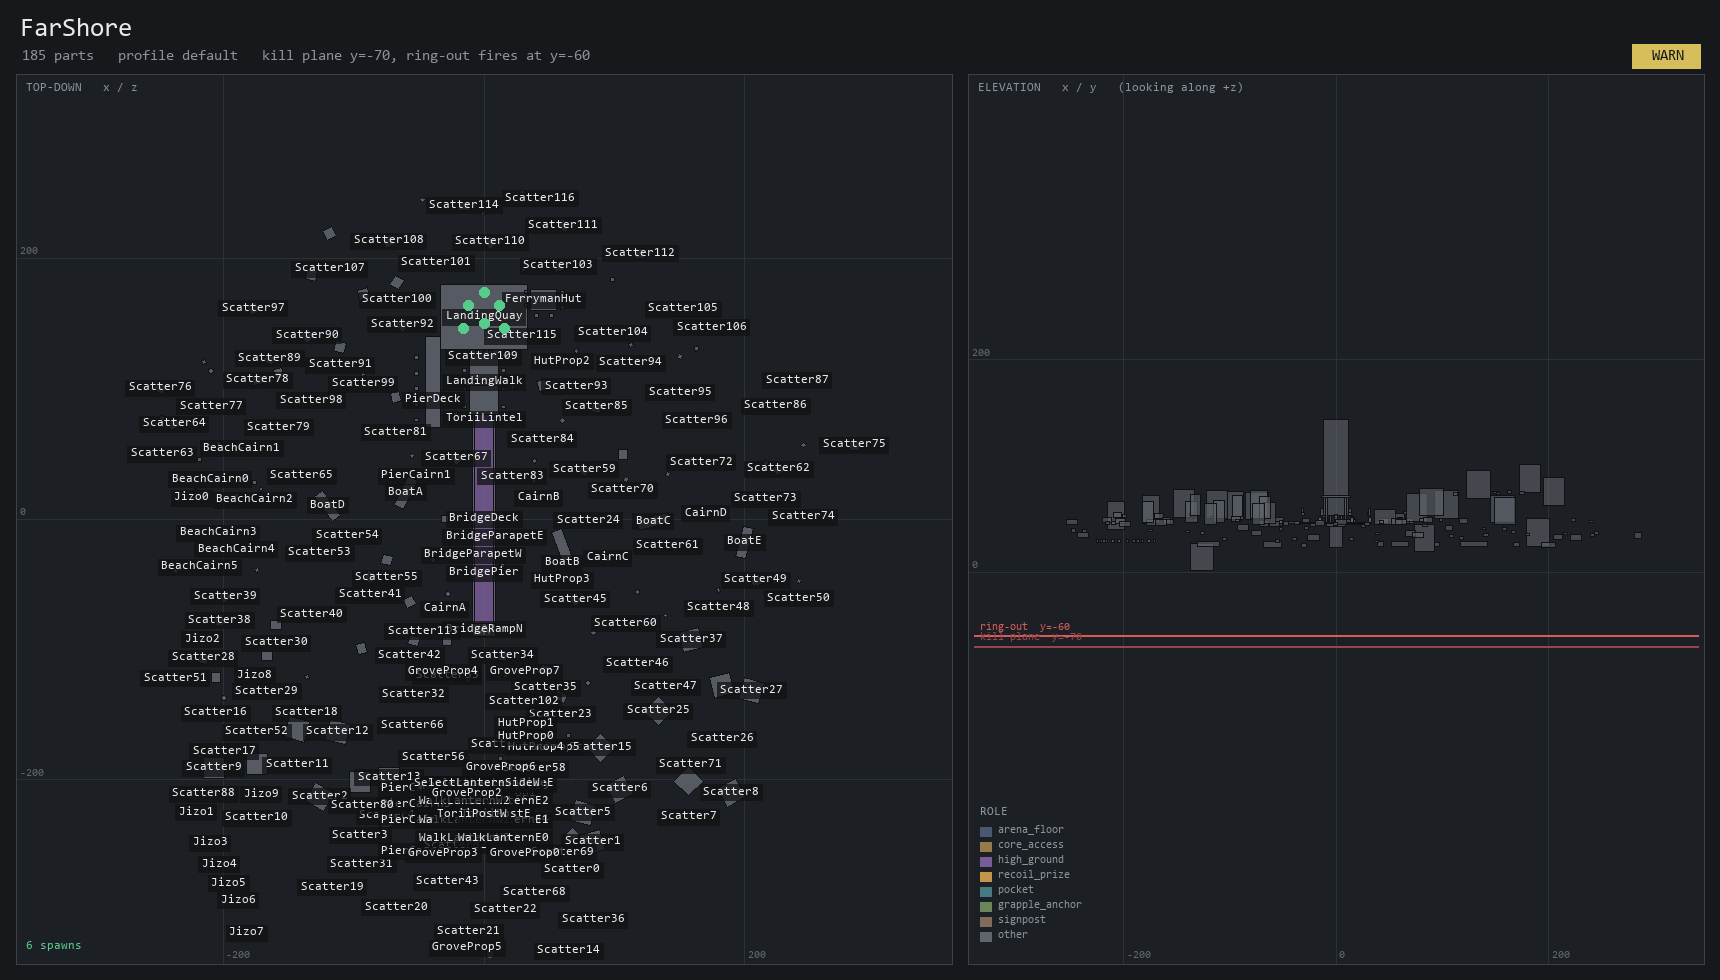 FarShore
185 parts profile default kill plane y=-70, ring-out fires at y=-60
WARN
TOP-DOWN x / z
Scatter116
Scatter114
Scatter111
Scatter108
Scatter110
Scatter112
200
Scatter101
Scatter103
Scatter107
Scatter100
FerrymanHut
Scatter97
Scatter105
LandingQuay
Scatter92
Scatter106
Scatter90
Scatter115
Scatter104
Scatter89
Scatter91
Scatter109
HutProp2
Scatter94
Scatter78
Scatter99
LandingWalk
Scatter87
Scatter76
Scatter93
Scatter95
Scatter98
PierDeck
Scatter77
Scatter85
Scatter86
Scatter64
ToriiLintel
Scatter96
Scatter79
Scatter81
Scatter84
Scatter75
BeachCairn1
Scatter63
Scatter67
Scatter72
Scatter59
Scatter62
BeachCairn0
Scatter65
PierCairn1
Scatter83
Scatter70
Jizo0
BeachCairn2
BoatA
CairnB
Scatter73
BoatD
0
BridgeDeck
Scatter24
BoatC
CairnD
Scatter74
BeachCairn3
Scatter54
BridgeParapetE
BoatE
BeachCairn4
Scatter53
BridgeParapetW
Scatter61
CairnC
BeachCairn5
BridgePier
BoatB
Scatter55
HutProp3
Scatter49
Scatter39
Scatter41
Scatter45
Scatter50
CairnA
Scatter48
Scatter38
Scatter40
Scatter60
Jizo2
Scatter30
Scatter113
Scatter37
Scatter28
Scatter42
Scatter34
Scatter46
Scatter51
Jizo8
GroveProp4
GroveProp7
Scatter29
Scatter32
Scatter35
Scatter47
Scatter27
Scatter102
Scatter16
Scatter18
Scatter23
Scatter25
Scatter52
Scatter12
Scatter66
HutProp1
HutProp0
Scatter26
Scatter17
HutProp4
Scatter9
Scatter11
Scatter56
GroveProp6
Scatter71
-200
Scatter13
Scatter88
Jizo9
Scatter2
GroveProp2
Scatter6
Scatter8
Jizo1
Scatter10
Scatter80
Scatter5
Scatter7
Jizo3
Scatter3
Scatter1
Jizo4
Scatter31
GroveProp3
GroveProp0
Scatter0
Jizo5
Scatter19
Scatter43
Scatter68
Jizo6
Scatter20
Scatter22
Scatter36
Jizo7
Scatter21
6 spawns
GroveProp5
Scatter14
-200
200
ELEVATION x / y (looking along +z)
200
0
ring-out y=-60
kill plane y=-70
ROLE
arena_floor
core_access
high_ground
recoil_prize
pocket
grapple_anchor
signpost
other
-200
0
200